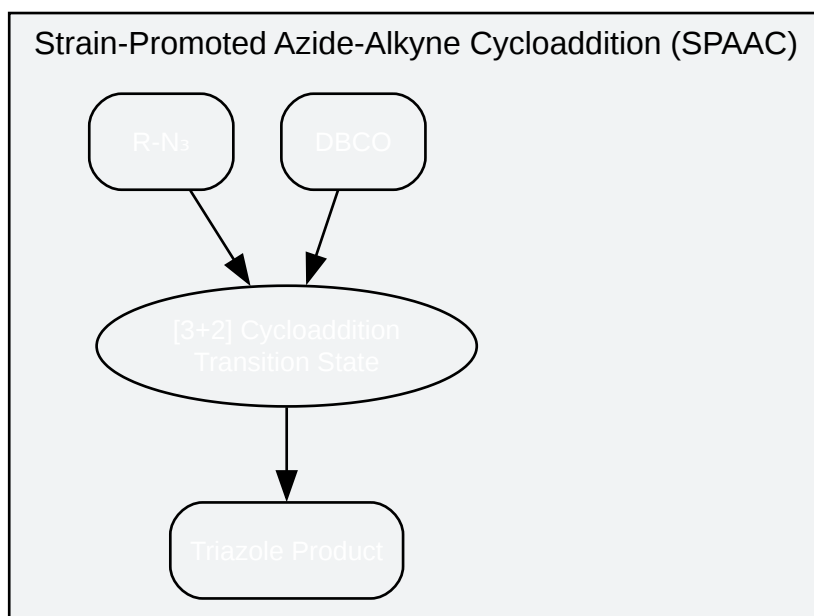 Strain-Promoted Azide-Alkyne Cycloaddition (SPAAC)
R-N₃
DBCO
[3+2] Cycloaddition
Transition State
Triazole Product